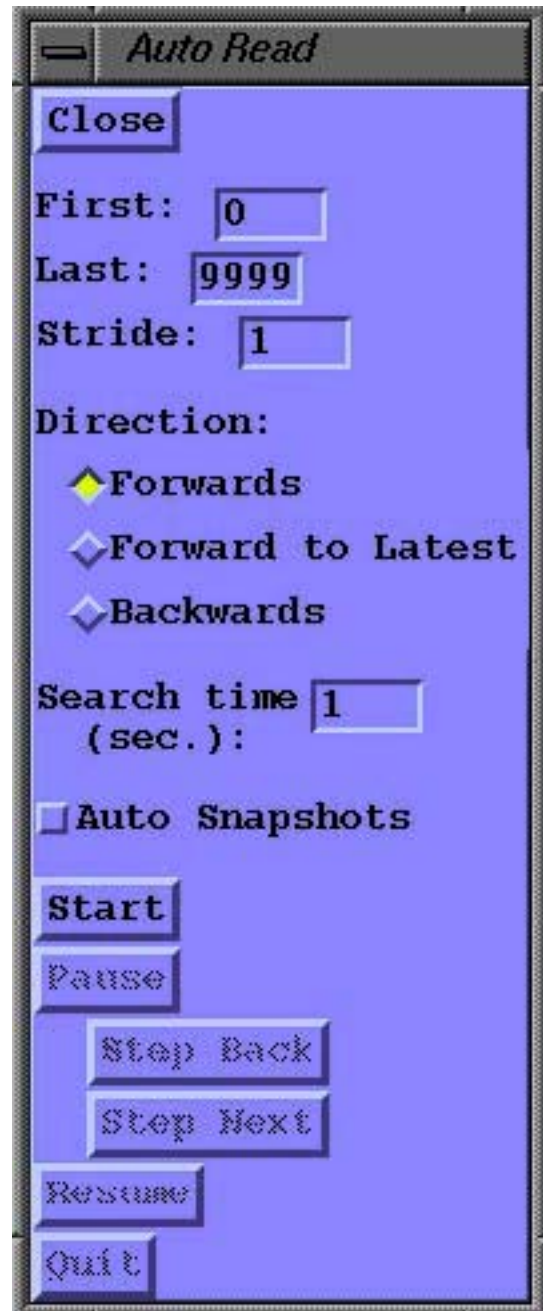 Auto Read
Close
First: 0
Last: 9999
Stride: 1
Direction:
Forwards
Forward to Latest
Backwards
Search time 1
(sec.):
Auto Snapshots
Start
Pause
Step Back
Step Next
Resume
Quit